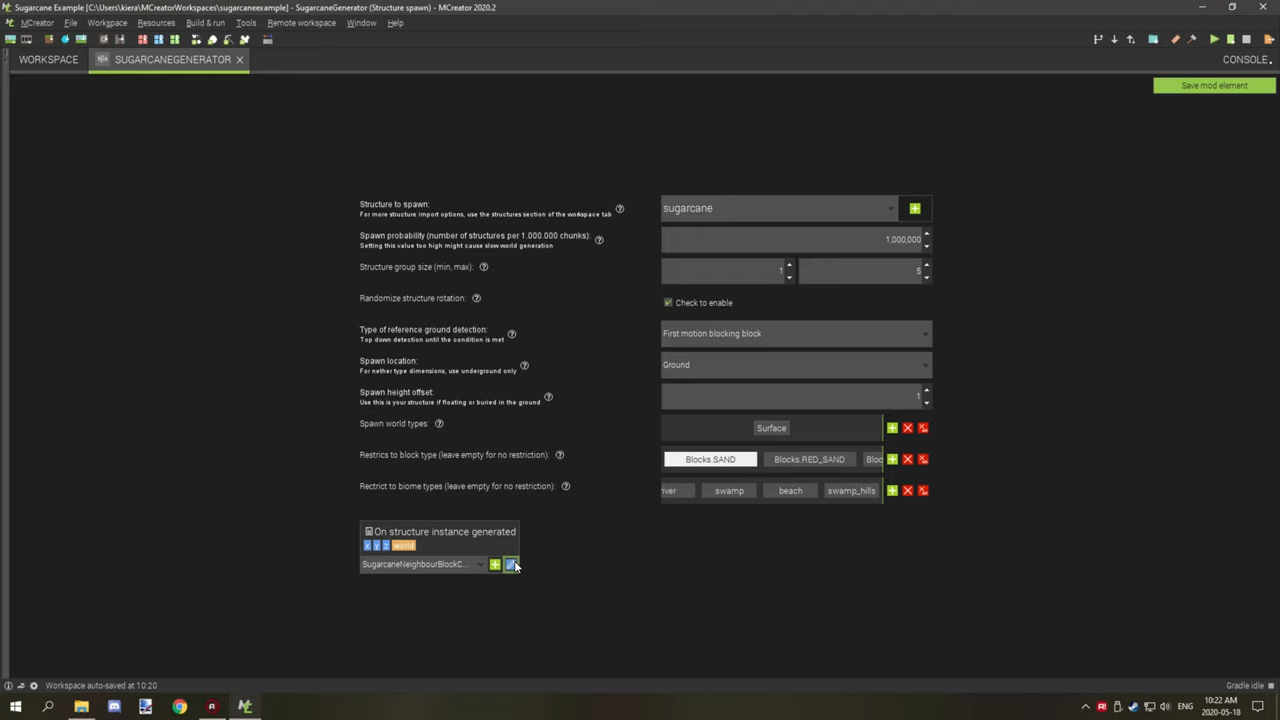 Sugarcane Example [C:\Users\kiera\MCreatorWorkspaces\sugarcaneexample] - SugarcaneGenerator (Structure spawn) - MCreator 2020.2
MCreator File Workspace Resources Build & run Tools Remote workspace Window Help
WORKSPACE SUGARCANEGENERATOR CONSOLE
Save mod element
Structure to spawn: sugarcane
For more structure import options, use the structures section of the workspace tab
Spawn probability (number of structures per 1.000.000 chunks): 1,000,000
Setting this value too high might cause slow world generation
Structure group size (min, max): 1 5
Randomize structure rotation: Check to enable
Type of reference ground detection: First motion blocking block
Top down detection until the condition is met
Spawn location: Ground
For nether type dimensions, use underground only
Spawn height offset: 1
Use this is your structure if floating or buried in the ground
Spawn world types: Surface
Restrics to block type (leave empty for no restriction): Blocks.SAND Blocks.RED_SAND Bloc
Rectrict to biome types (leave empty for no restriction): iver swamp beach swamp_hills
On structure instance generated
x y z world
SugarcaneNeighbourBlockC...
Workspace auto-saved at 10:20 Gradle idle
ENG 10:22 AM
2020-05-18